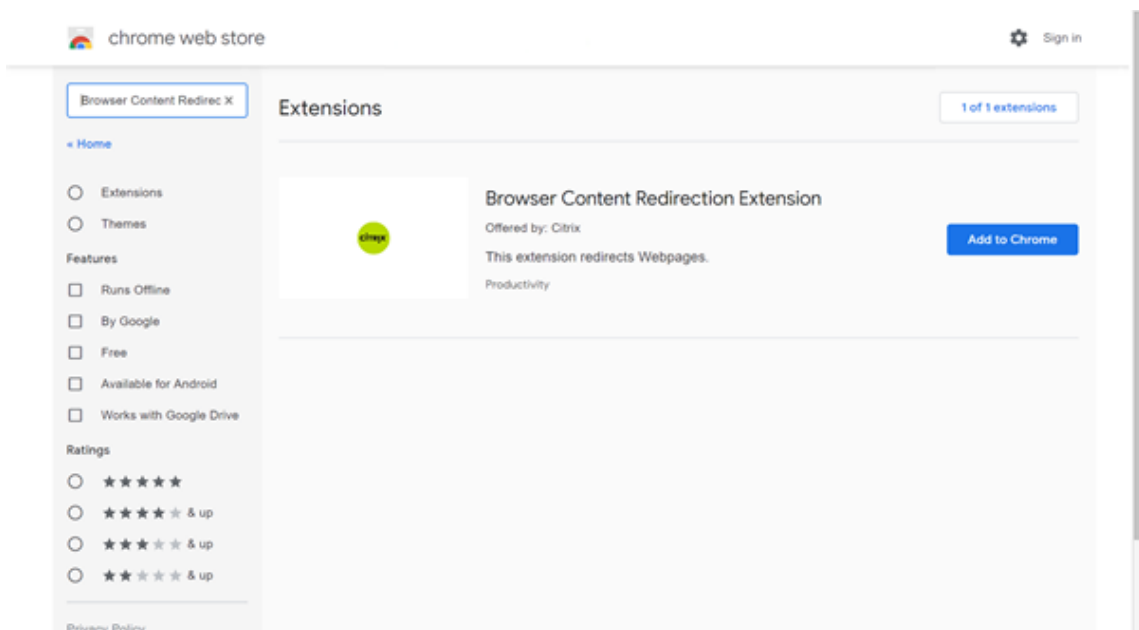 chrome web store
Sign in
Browser Content Redirec ×
« Home
Extensions
Themes
Features
Runs Offline
By Google
Free
Available for Android
Works with Google Drive
Ratings
& up
& up
& up
Privacy Policy
Extensions
1 of 1 extensions
citrix
Browser Content Redirection Extension
Offered by: Citrix
This extension redirects Webpages.
Productivity
Add to Chrome